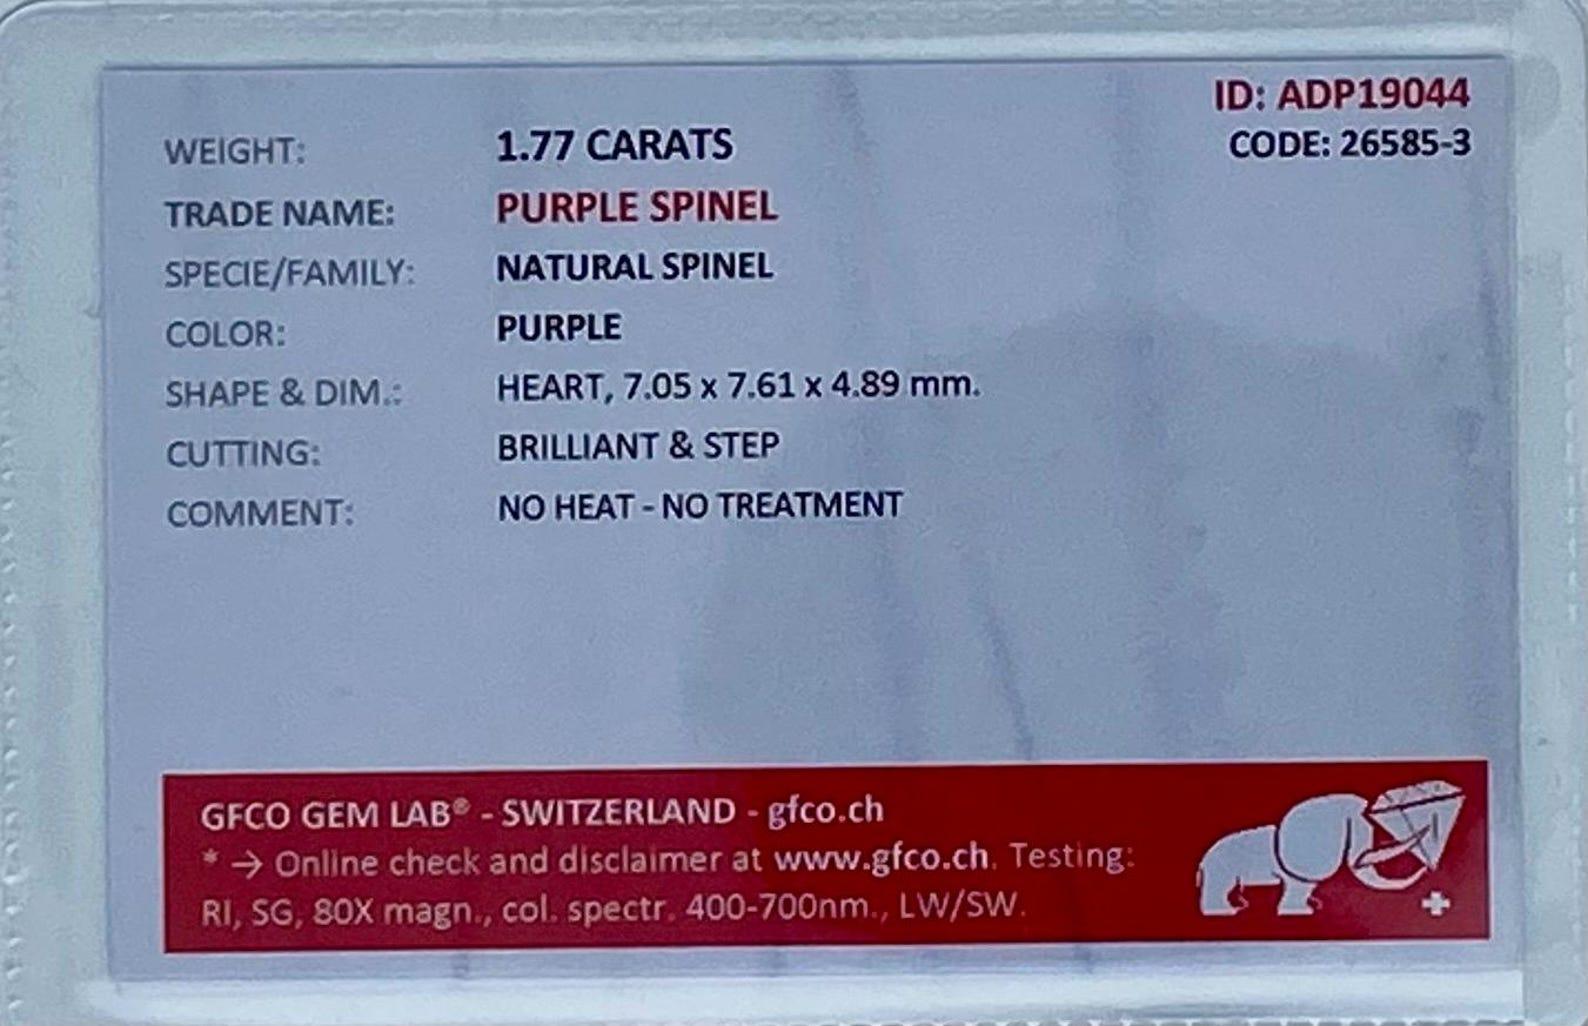 ID: ADP19044
CODE: 26585-3
WEIGHT: 1.77 CARATS
TRADE NAME: PURPLE SPINEL
SPECIE/FAMILY: NATURAL SPINEL
COLOR: PURPLE
SHAPE & DIM.: HEART, 7.05 x 7.61 x 4.89 mm.
CUTTING: BRILLIANT & STEP
COMMENT: NO HEAT - NO TREATMENT
GFCO GEM LAB® - SWITZERLAND - gfco.ch
* → Online check and disclaimer at www.gfco.ch. Testing:
RI, SG, 80X magn., col. spectr. 400-700nm., LW/SW.